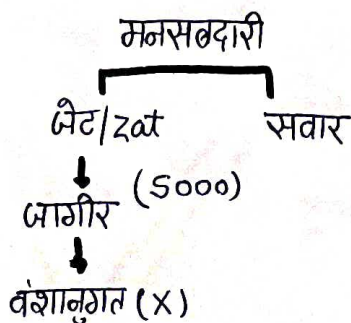 मनसबदारी
जेट/zat सवार
जागीर (5000)
वंशानुगत (X)